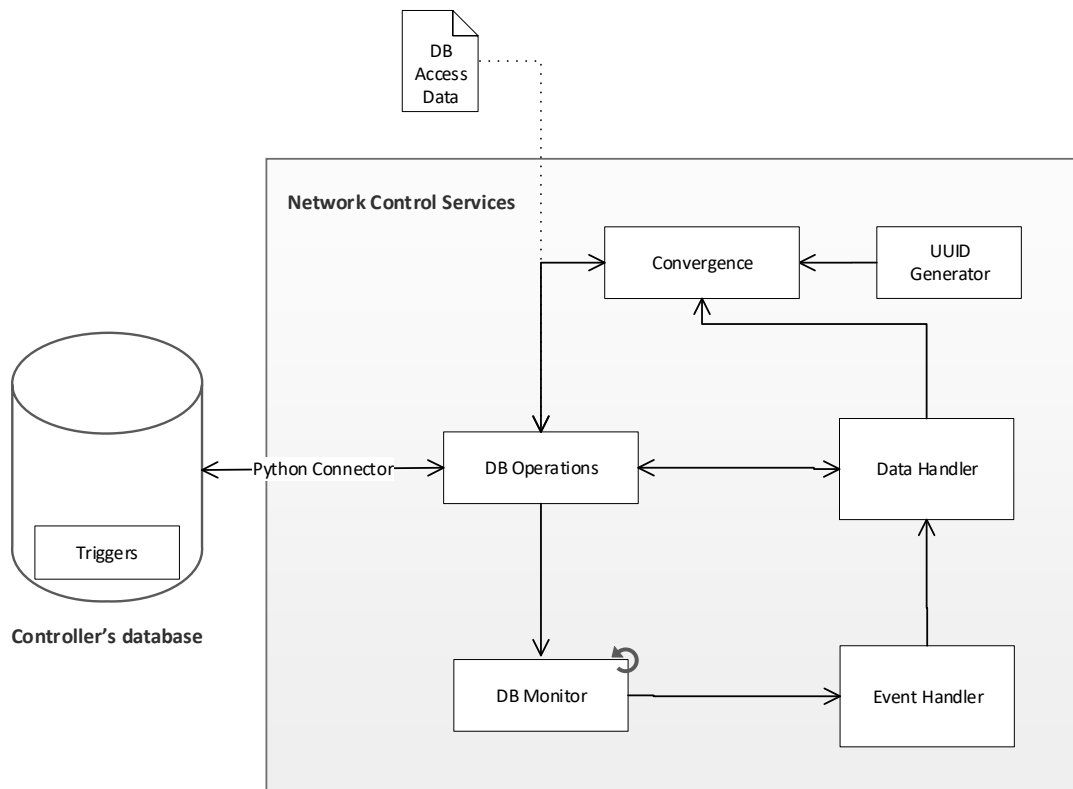 DB
Access
Data
Network Control Services
Convergence
UUID
Generator
Python Connector
DB Operations
Data Handler
Triggers
Controller’s database
DB Monitor
Event Handler